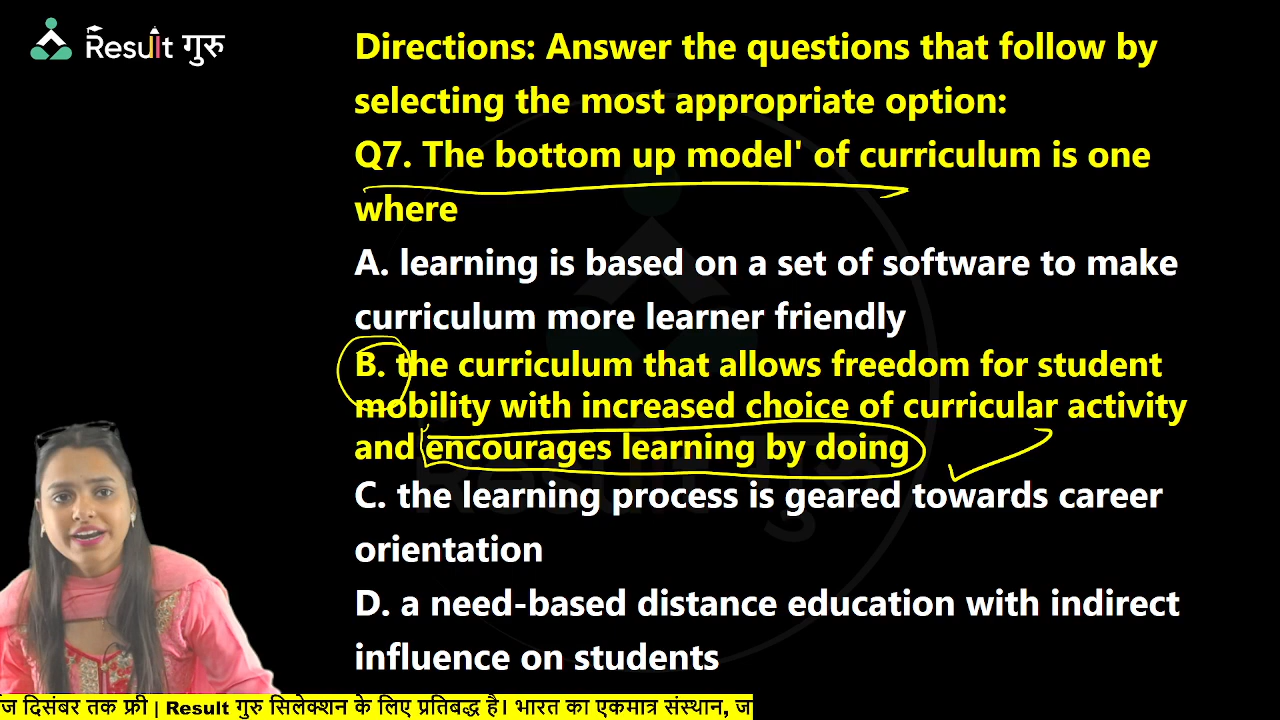 Result गुरु
Directions: Answer the questions that follow by
selecting the most appropriate option:
Q7. The bottom up model' of curriculum is one
where
A. learning is based on a set of software to make
curriculum more learner friendly
B. the curriculum that allows freedom for student
mobility with increased choice of curricular activity
and encourages learning by doing
C. the learning process is geared towards career
orientation
D. a need-based distance education with indirect
influence on students
दिसंबर तक फ्री | Result गुरु सिलेक्शन के लिए प्रतिबद्ध है। भारत का एकमात्र संस्थान,